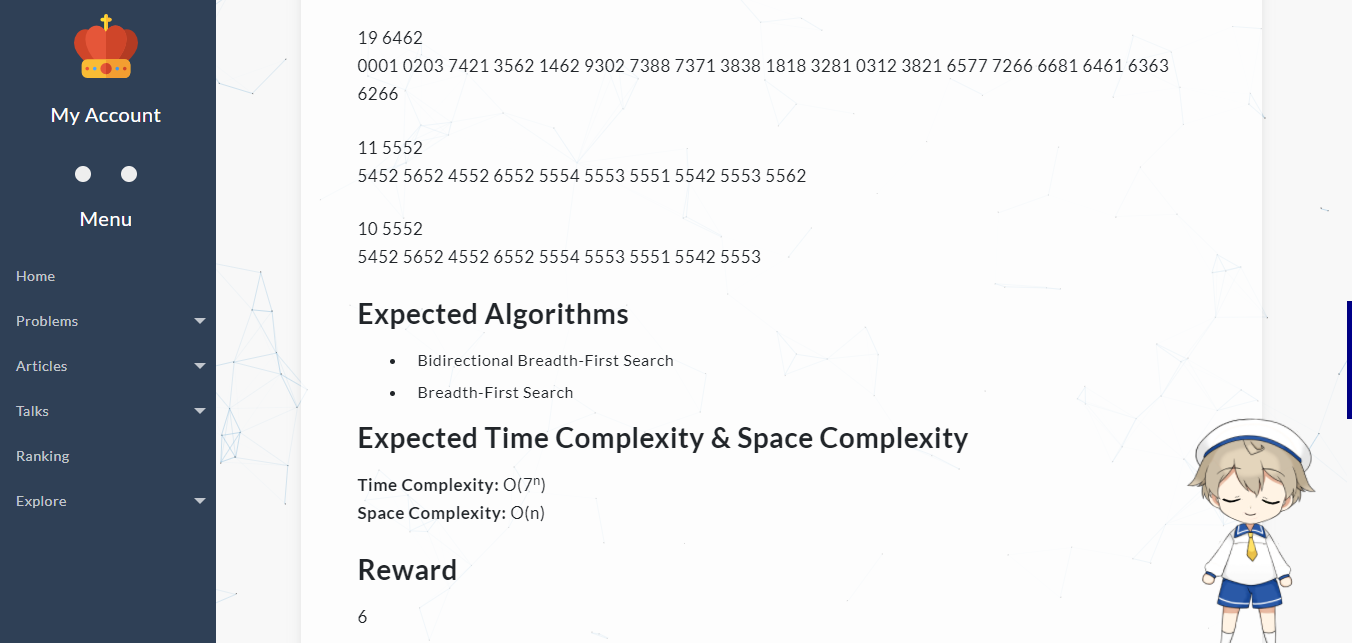 My Account
Menu
Home
Problems
Articles
Talks
Ranking
Explore
19 6462
0001 0203 7421 3562 1462 9302 7388 7371 3838 1818 3281 0312 3821 6577 7266 6681 6461 6363
6266
11 5552
5452 5652 4552 6552 5554 5553 5551 5542 5553 5562
10 5552
5452 5652 4552 6552 5554 5553 5551 5542 5553
Expected Algorithms
• Bidirectional Breadth-First Search
• Breadth-First Search
Expected Time Complexity & Space Complexity
Time Complexity: O(7ⁿ)
Space Complexity: O(n)
Reward
6